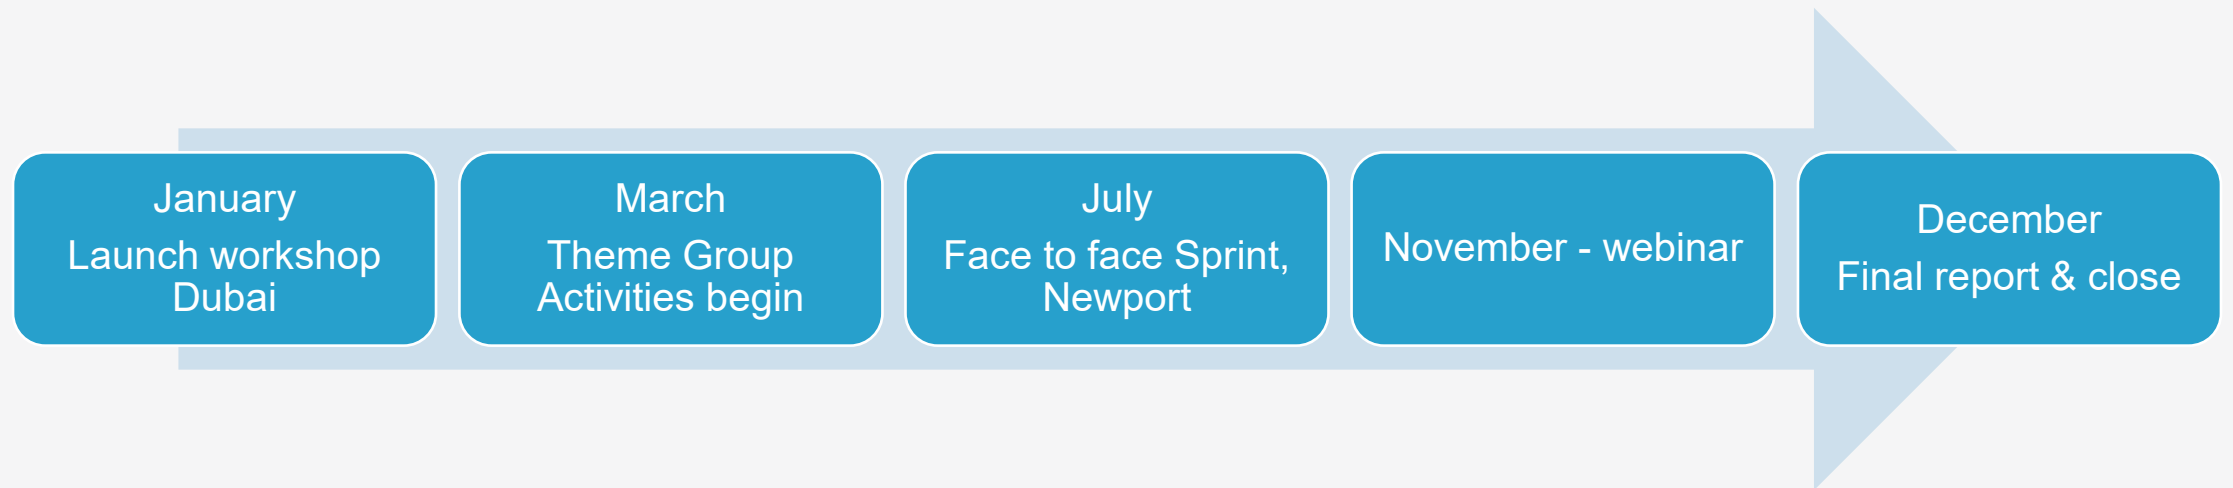 January
Launch workshop
Dubai
March
Theme Group
Activities begin
July
Face to face Sprint,
Newport
November - webinar
December
Final report & close